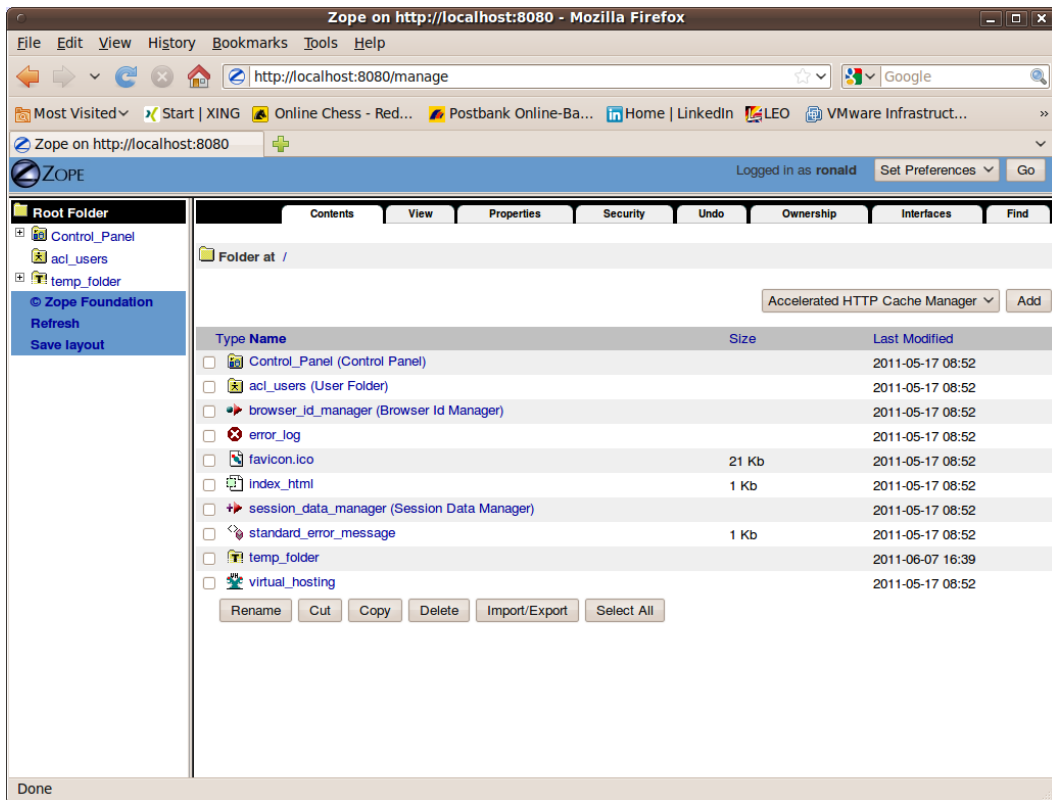 Zope on http://localhost:8080 - Mozilla Firefox
File Edit View History Bookmarks Tools Help
http://localhost:8080/manage Google
Most Visited Start | XING Online Chess - Red... Postbank Online-Ba... Home | LinkedIn LEO VMware Infrastruct... »
Zope on http://localhost:8080
ZOPE Logged in as ronald Set Preferences Go
Root Folder
Control_Panel
acl_users
temp_folder
© Zope Foundation
Refresh
Save layout
Contents View Properties Security Undo Ownership Interfaces Find
Folder at /
Accelerated HTTP Cache Manager Add
Type Name Size Last Modified
Control_Panel (Control Panel) 2011-05-17 08:52
acl_users (User Folder) 2011-05-17 08:52
browser_id_manager (Browser Id Manager) 2011-05-17 08:52
error_log 2011-05-17 08:52
favicon.ico 21 Kb 2011-05-17 08:52
index_html 1 Kb 2011-05-17 08:52
session_data_manager (Session Data Manager) 2011-05-17 08:52
standard_error_message 1 Kb 2011-05-17 08:52
temp_folder 2011-06-07 16:39
virtual_hosting 2011-05-17 08:52
Rename Cut Copy Delete Import/Export Select All
Done